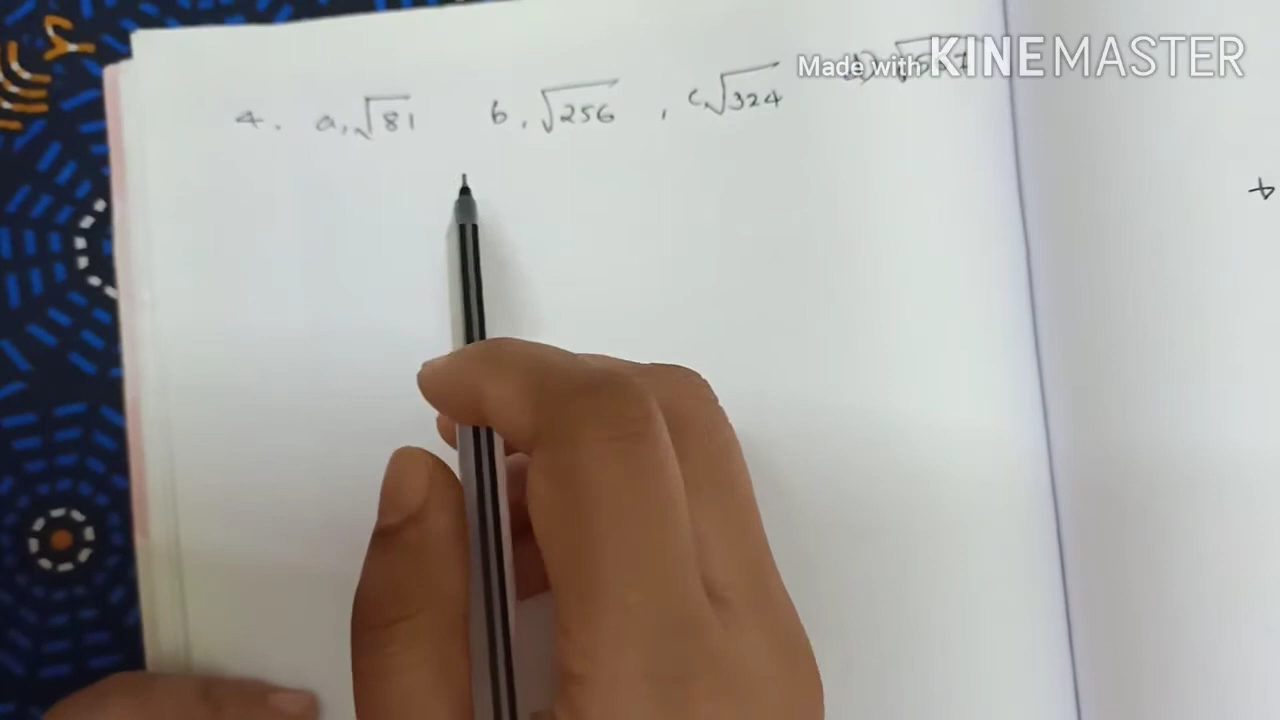 Made with KINEMASTER
4. a, √81 b, √256 , c, √324